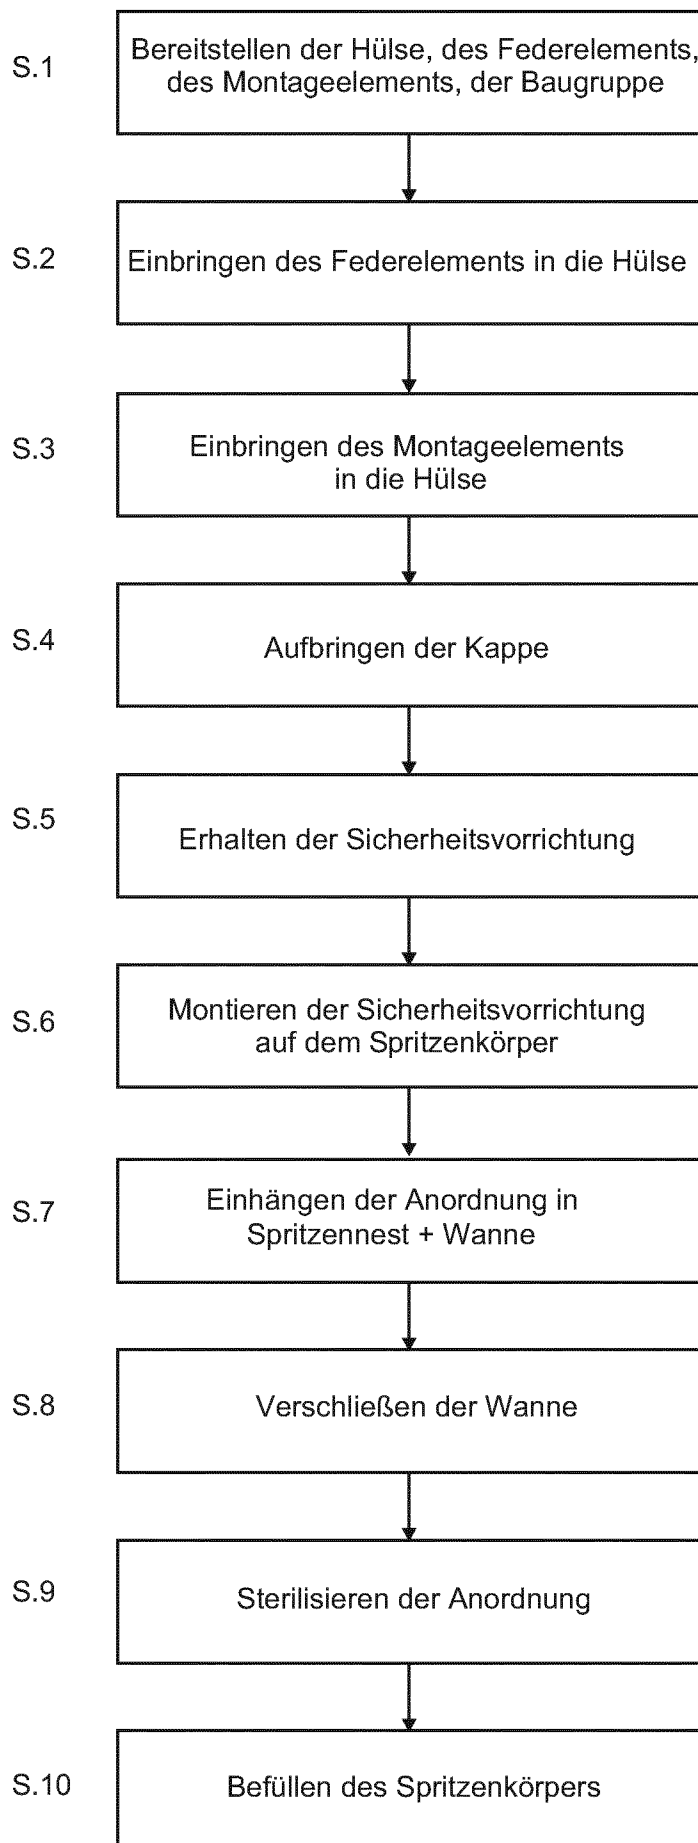 S.1
Bereitstellen der Hülse, des Federelements,
des Montageelements, der Baugruppe
S.2
Einbringen des Federelements in die Hülse
S.3
Einbringen des Montageelements
in die Hülse
S.4
Aufbringen der Kappe
S.5
Erhalten der Sicherheitsvorrichtung
S.6
Montieren der Sicherheitsvorrichtung
auf dem Spritzenkörper
S.7
Einhängen der Anordnung in
Spritzennest + Wanne
S.8
Verschließen der Wanne
S.9
Sterilisieren der Anordnung
S.10
Befüllen des Spritzenkörpers